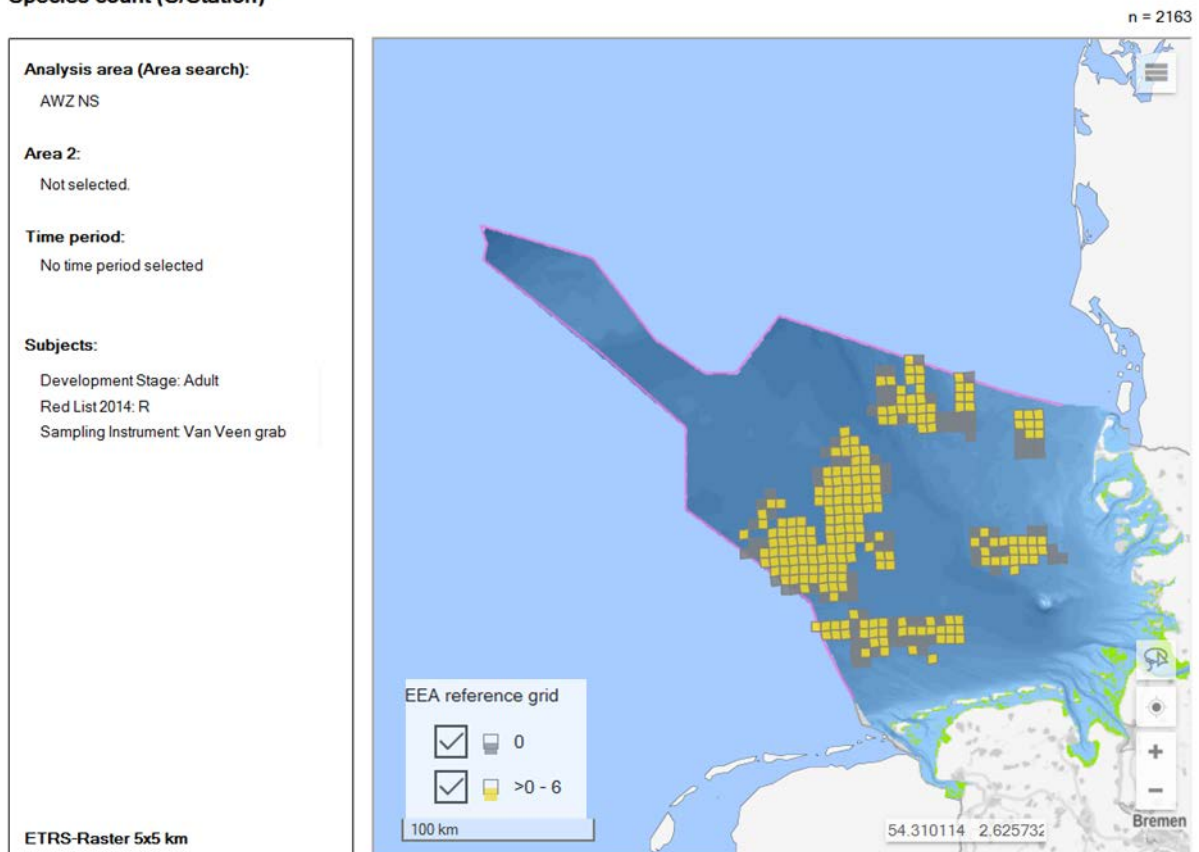 Species count (S/Station)
n = 2163
Analysis area (Area search):
AWZ NS
Area 2:
Not selected.
Time period:
No time period selected
Subjects:
Development Stage: Adult
Red List 2014: R
Sampling Instrument: Van Veen grab
ETRS-Raster 5x5 km
EEA reference grid
0
>0 - 6
100 km
54.310114 2.625732
Bremen